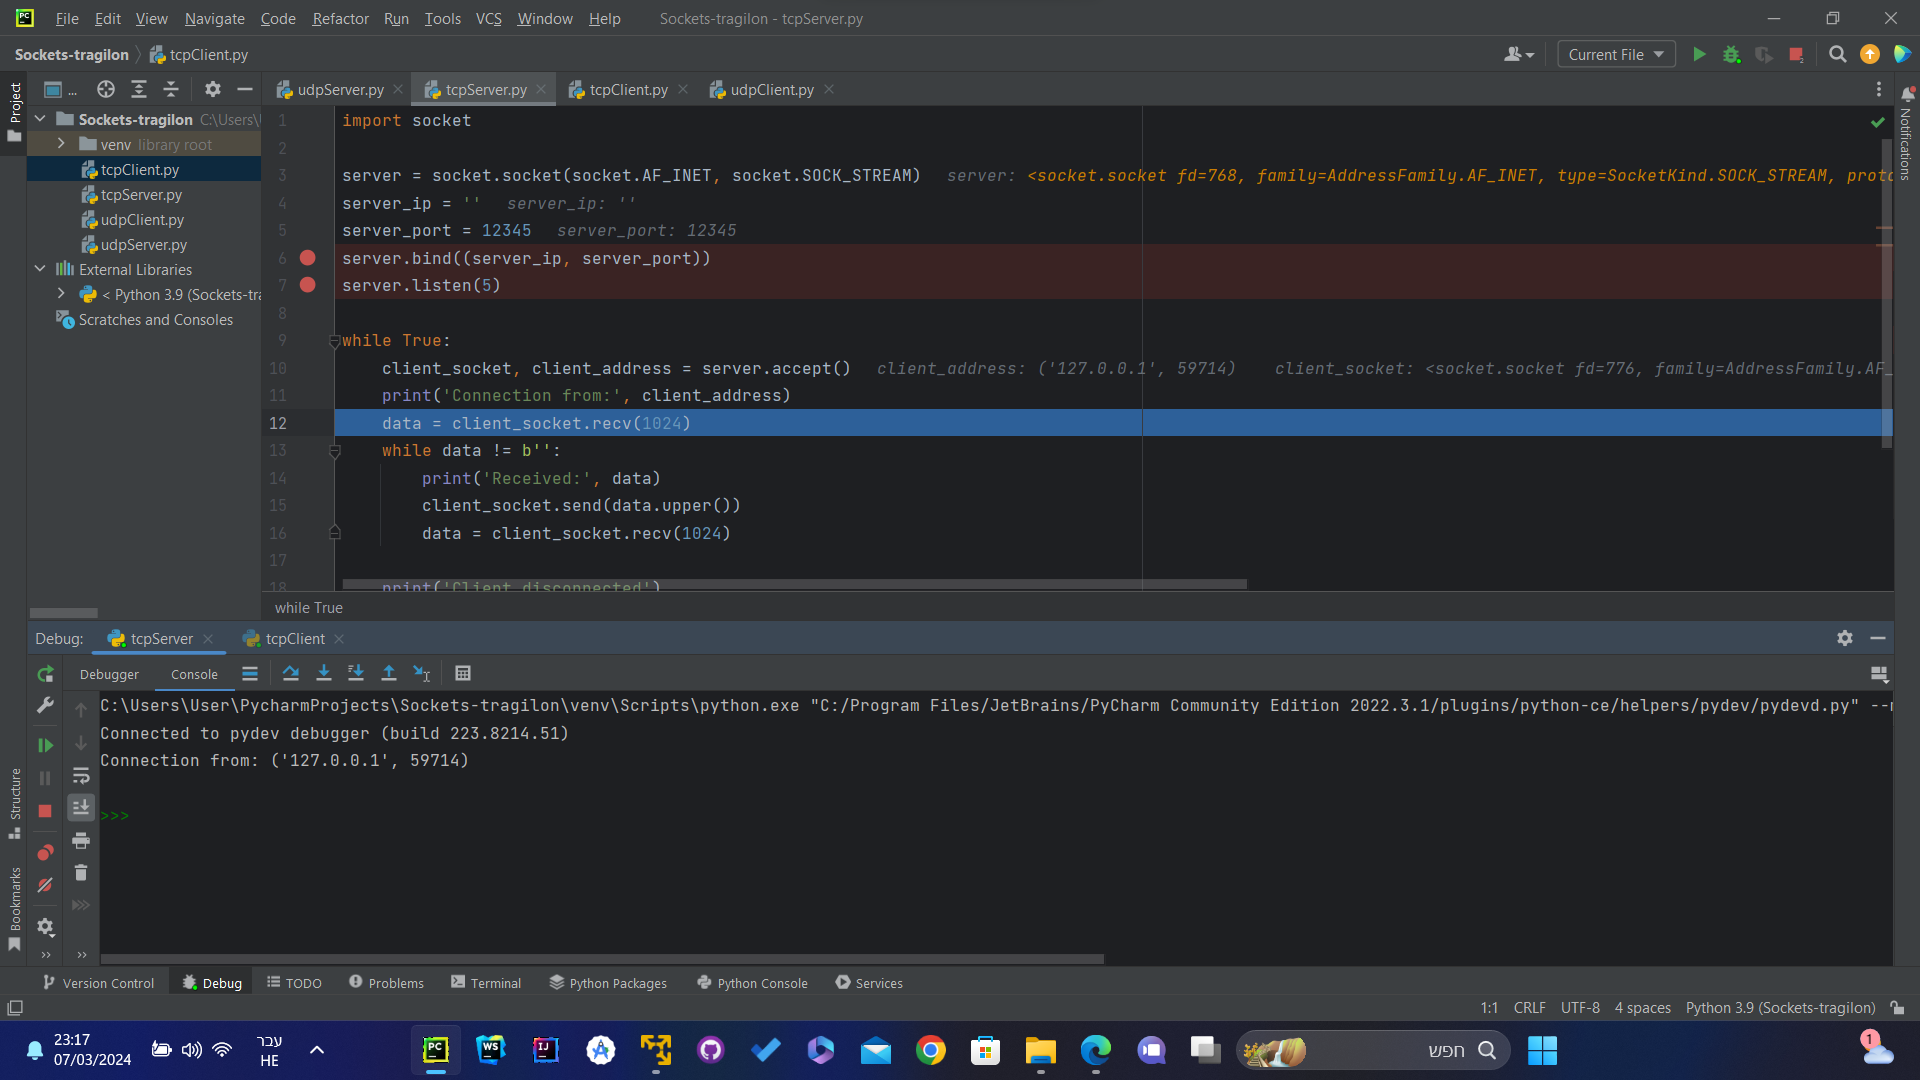 File Edit View Navigate Code Refactor Run Tools VCS Window Help Sockets-tragilon - tcpServer.py
Sockets-tragilon tcpClient.py Current File
Project
...
udpServer.py tcpServer.py tcpClient.py udpClient.py
Notifications
Sockets-tragilon C:\Users\
venv library root
tcpClient.py
tcpServer.py
udpClient.py
udpServer.py
External Libraries
< Python 3.9 (Sockets-tra
Scratches and Consoles
1 import socket
2
3 server = socket.socket(socket.AF_INET, socket.SOCK_STREAM) server: <socket.socket fd=768, family=AddressFamily.AF_INET, type=SocketKind.SOCK_STREAM, proto
4 server_ip = '' server_ip: ''
5 server_port = 12345 server_port: 12345
6 server.bind((server_ip, server_port))
7 server.listen(5)
8
9 while True:
10 client_socket, client_address = server.accept() client_address: ('127.0.0.1', 59714) client_socket: <socket.socket fd=776, family=AddressFamily.AF_
11 print('Connection from:', client_address)
12 data = client_socket.recv(1024)
13 while data != b'':
14 print('Received:', data)
15 client_socket.send(data.upper())
16 data = client_socket.recv(1024)
17
18 print('Client disconnected')
while True
Debug: tcpServer tcpClient
Debugger Console
C:\Users\User\PycharmProjects\Sockets-tragilon\venv\Scripts\python.exe "C:/Program Files/JetBrains/PyCharm Community Edition 2022.3.1/plugins/python-ce/helpers/pydev/pydevd.py" --
Connected to pydev debugger (build 223.8214.51)
Connection from: ('127.0.0.1', 59714)
>>>
Structure
Bookmarks
Version Control Debug TODO Problems Terminal Python Packages Python Console Services
1:1 CRLF UTF-8 4 spaces Python 3.9 (Sockets-tragilon)
23:17
07/03/2024
עבר
HE
PC
WS
IJ
חפש
1